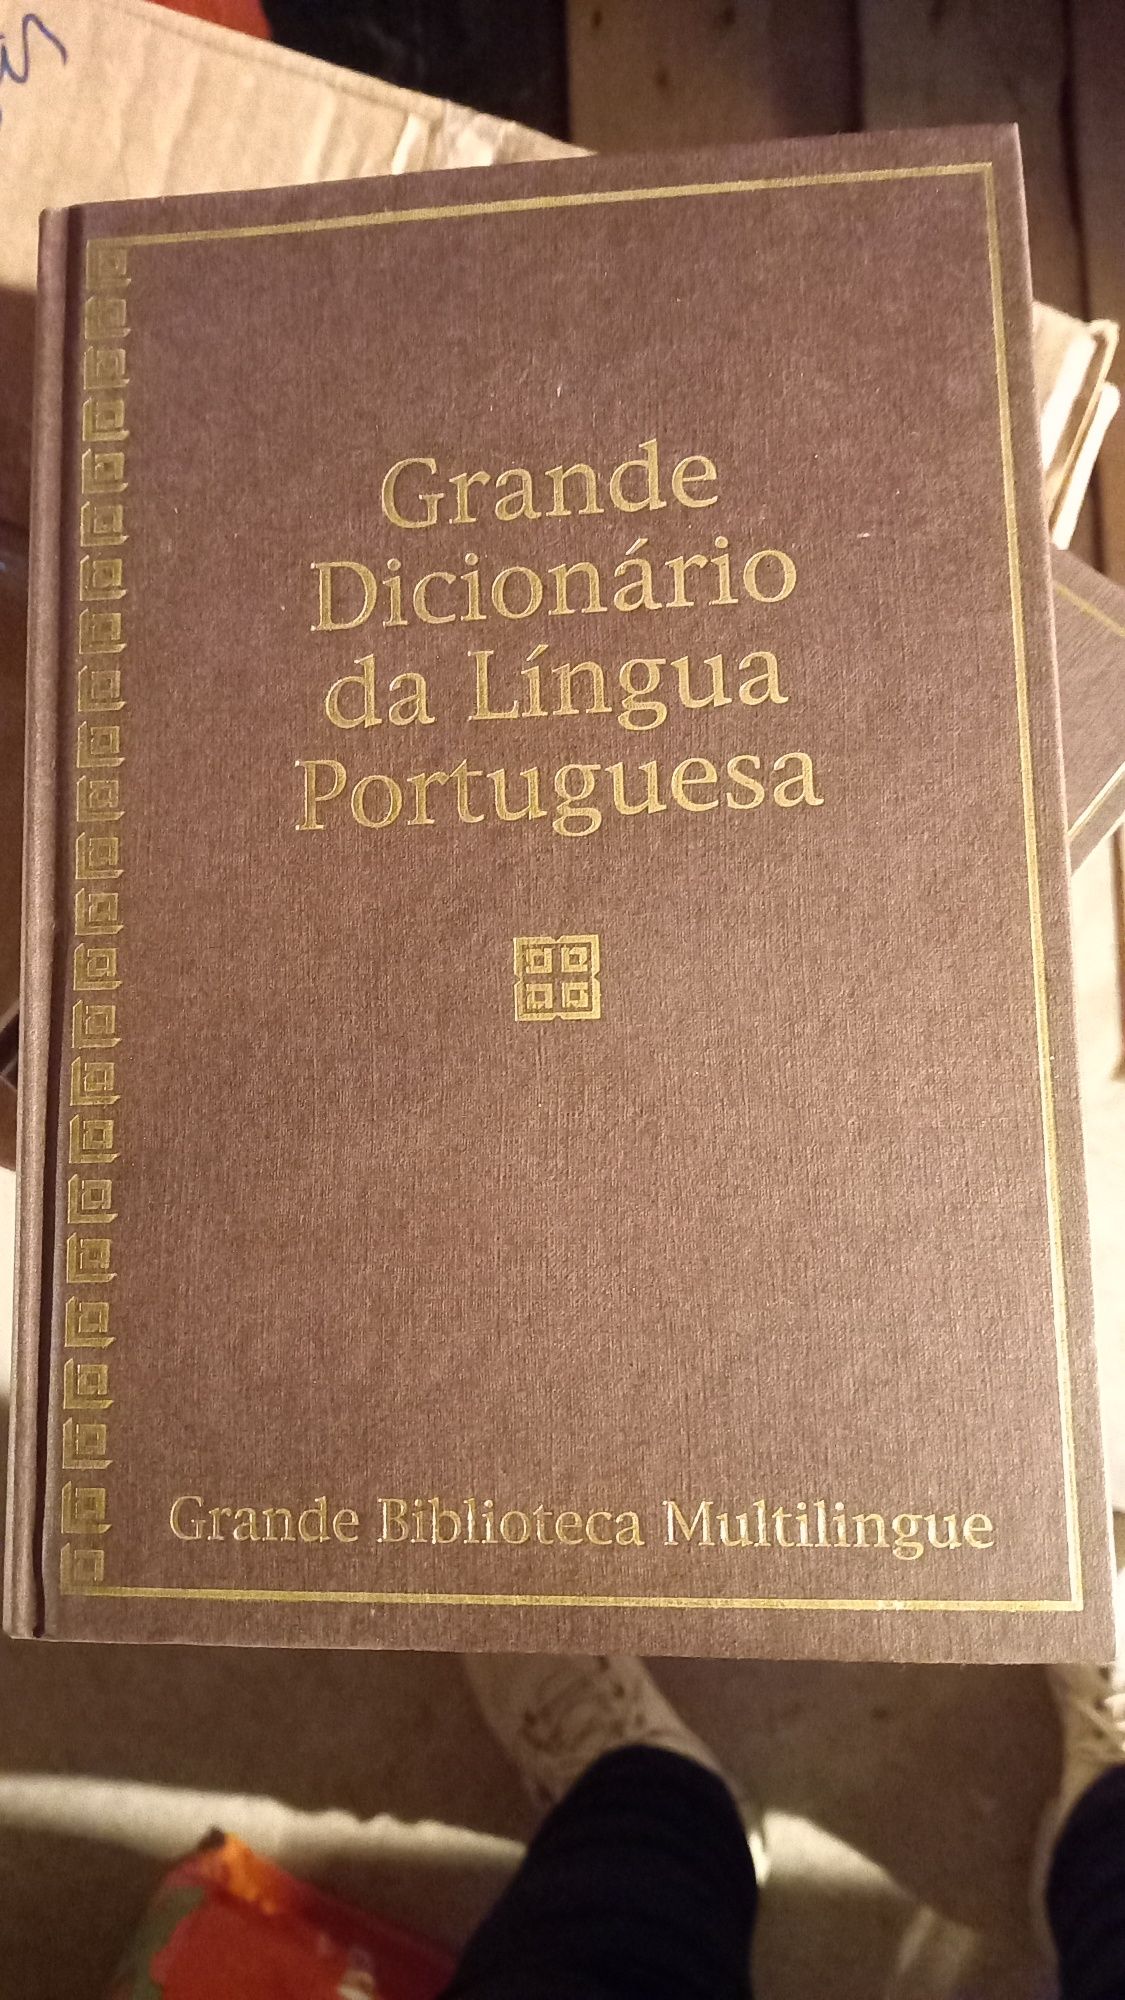 Grande
Dicionário
da Língua
Portuguesa
Grande Biblioteca Multilingue